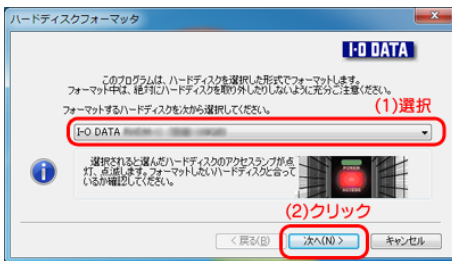 ハードディスクフォーマッタ
I-O DATA
このプログラムは、ハードディスクを選択した形式でフォーマットします。
フォーマット中は、絶対にハードディスクを取り外したりしないように充分ご注意ください。
フォーマットするハードディスクを次から選択してください。
(1)選択
I-O DATA
選択されると選んだハードディスクのアクセスランプが点
灯、点滅します。フォーマットしたいハードディスクと合って
いるか確認してください。
POWER
ACCESS
(2)クリック
< 戻る(B)
次へ(N) >
キャンセル